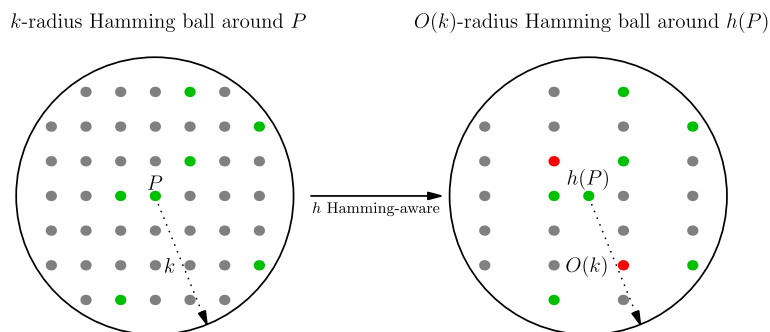 k-radius Hamming ball around P
O(k)-radius Hamming ball around h(P)
P
h(P)
h Hamming-aware
k
O(k)